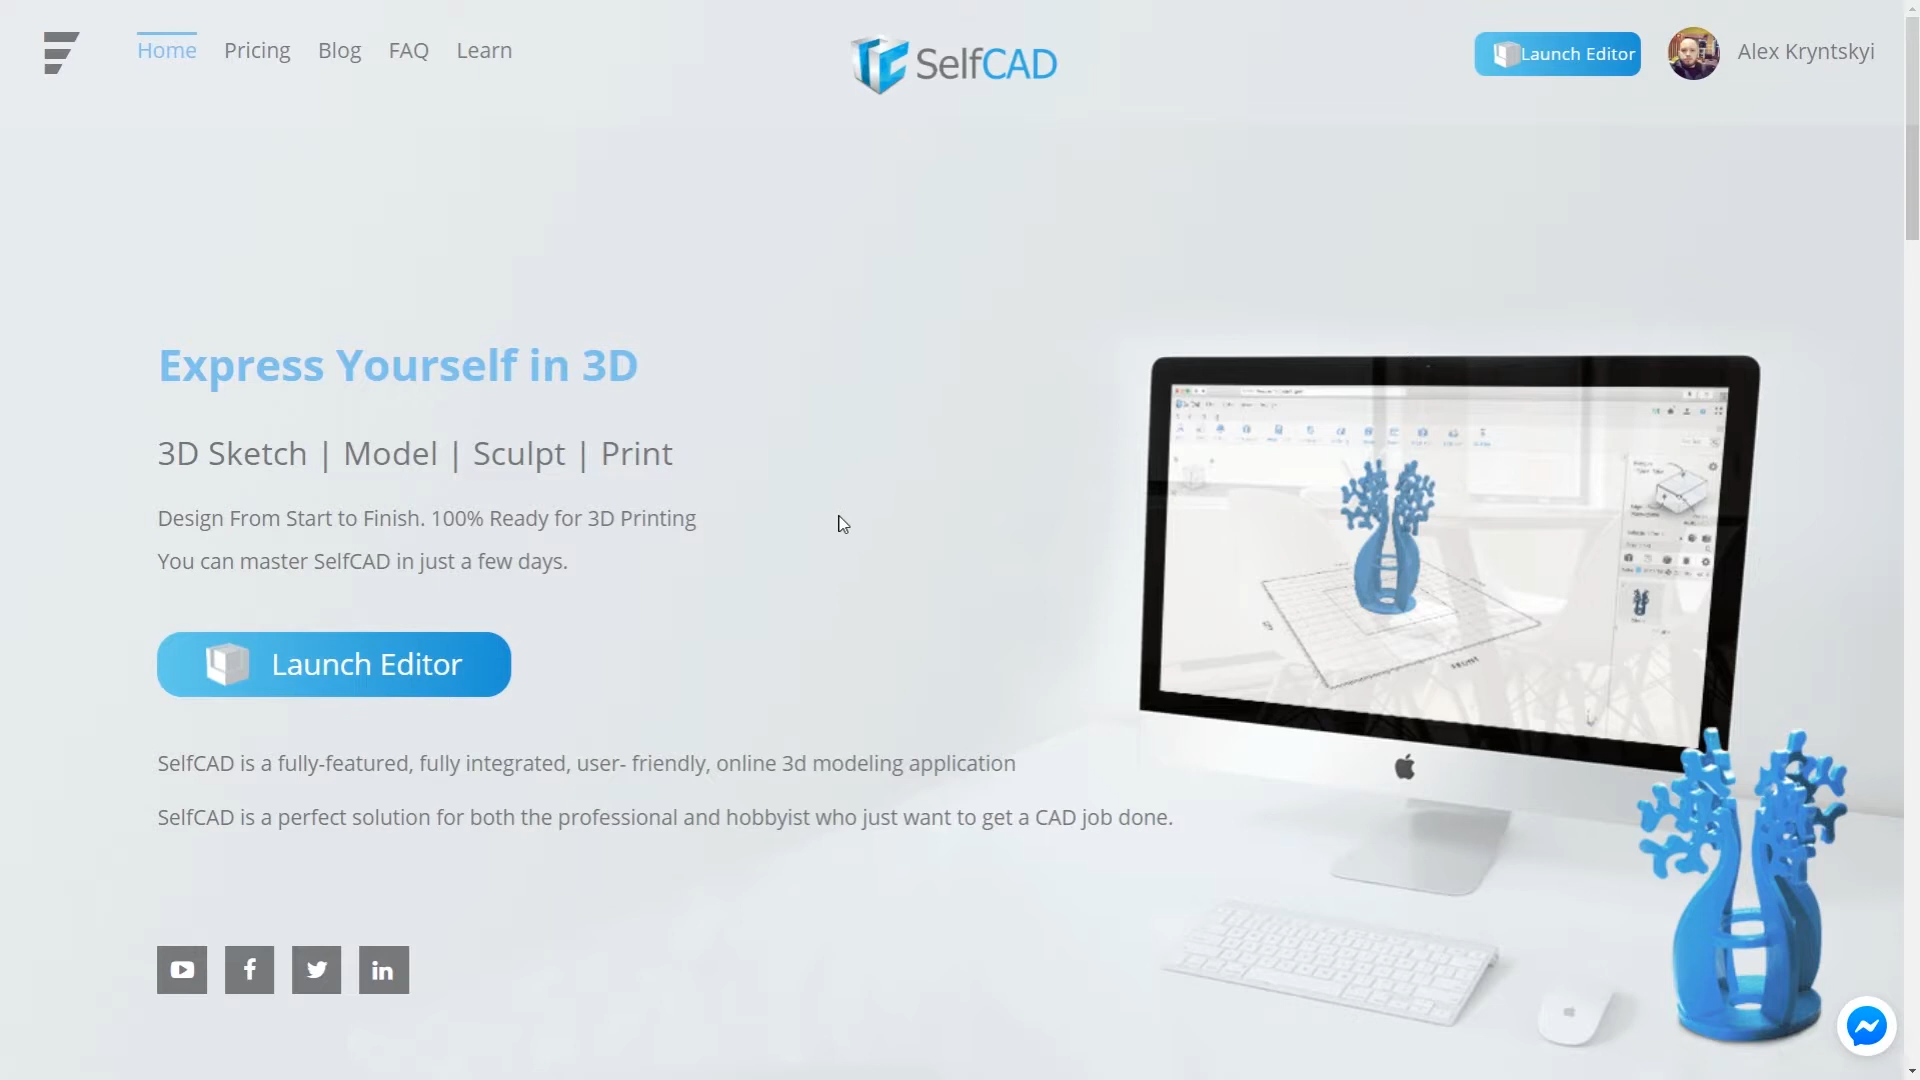 Home Pricing Blog FAQ Learn
SelfCAD
Launch Editor
Alex Kryntskyi
Express Yourself in 3D
3D Sketch | Model | Sculpt | Print
Design From Start to Finish. 100% Ready for 3D Printing
You can master SelfCAD in just a few days.
Launch Editor
SelfCAD is a fully-featured, fully integrated, user- friendly, online 3d modeling application
SelfCAD is a perfect solution for both the professional and hobbyist who just want to get a CAD job done.
FRONT